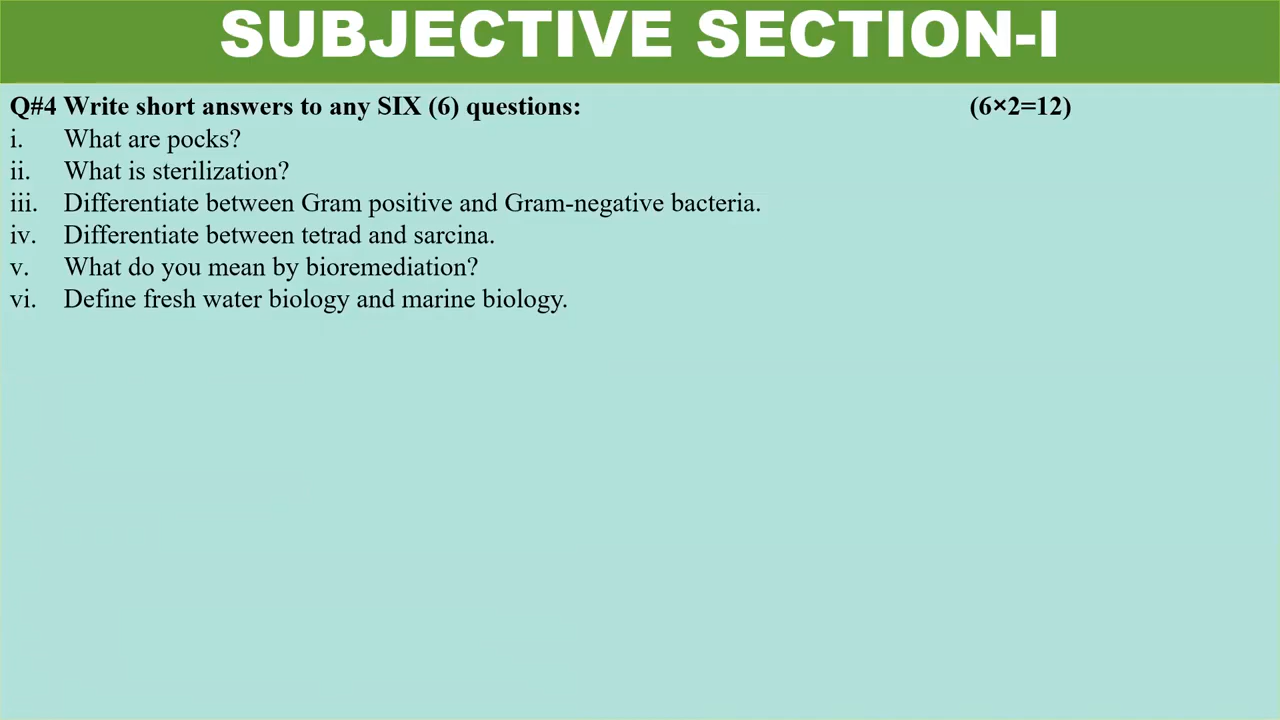 SUBJECTIVE SECTION-I
Q#4 Write short answers to any SIX (6) questions: (6×2=12)
i. What are pocks?
ii. What is sterilization?
iii. Differentiate between Gram positive and Gram-negative bacteria.
iv. Differentiate between tetrad and sarcina.
v. What do you mean by bioremediation?
vi. Define fresh water biology and marine biology.